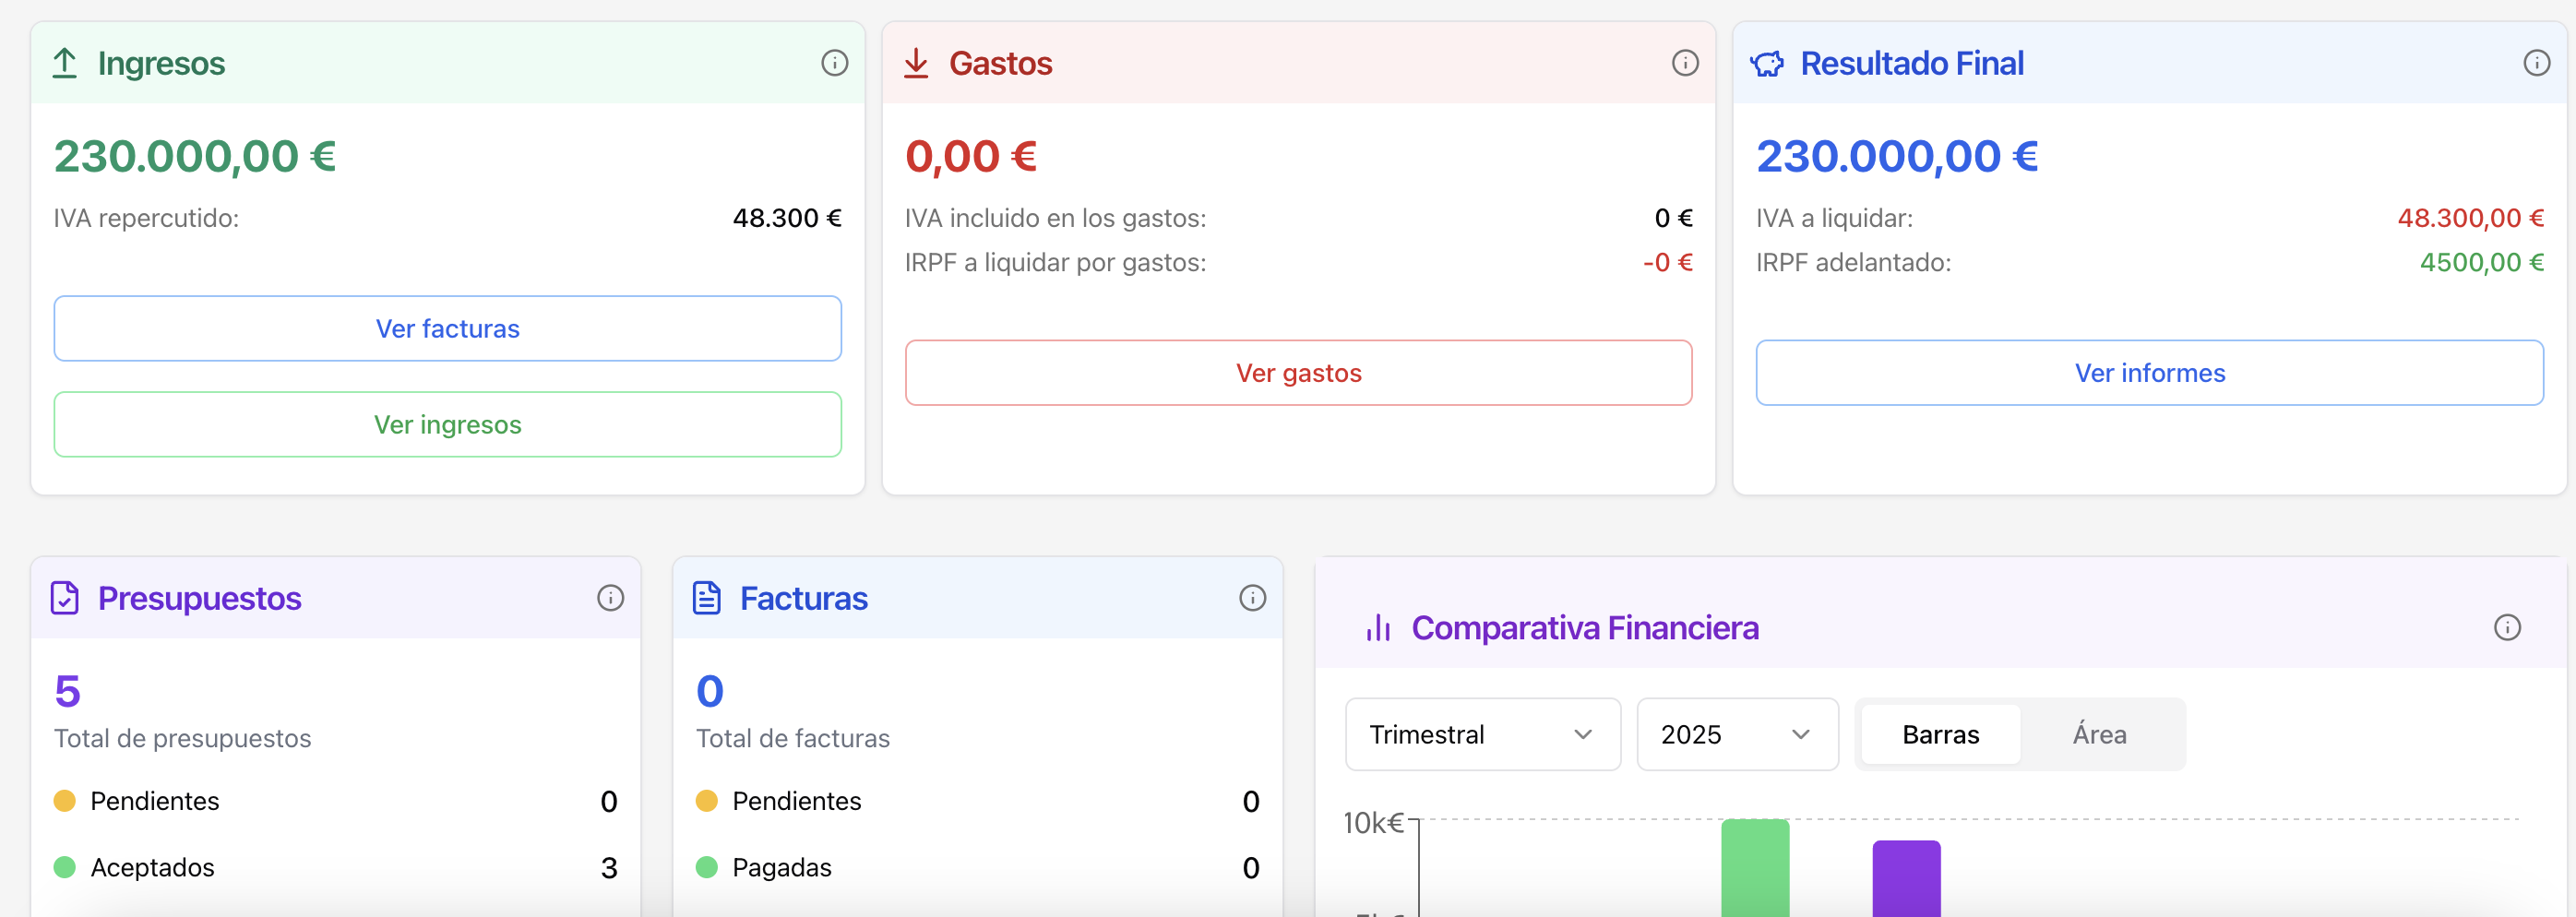 Ingresos
230.000,00 €
IVA repercutido: 48.300 €
Ver facturas
Ver ingresos
Gastos
0,00 €
IVA incluido en los gastos: 0 €
IRPF a liquidar por gastos: -0 €
Ver gastos
Resultado Final
230.000,00 €
IVA a liquidar: 48.300,00 €
IRPF adelantado: 4500,00 €
Ver informes
Presupuestos
5
Total de presupuestos
Pendientes 0
Aceptados 3
Facturas
0
Total de facturas
Pendientes 0
Pagadas 0
Comparativa Financiera
Trimestral 2025 Barras Área
10k€